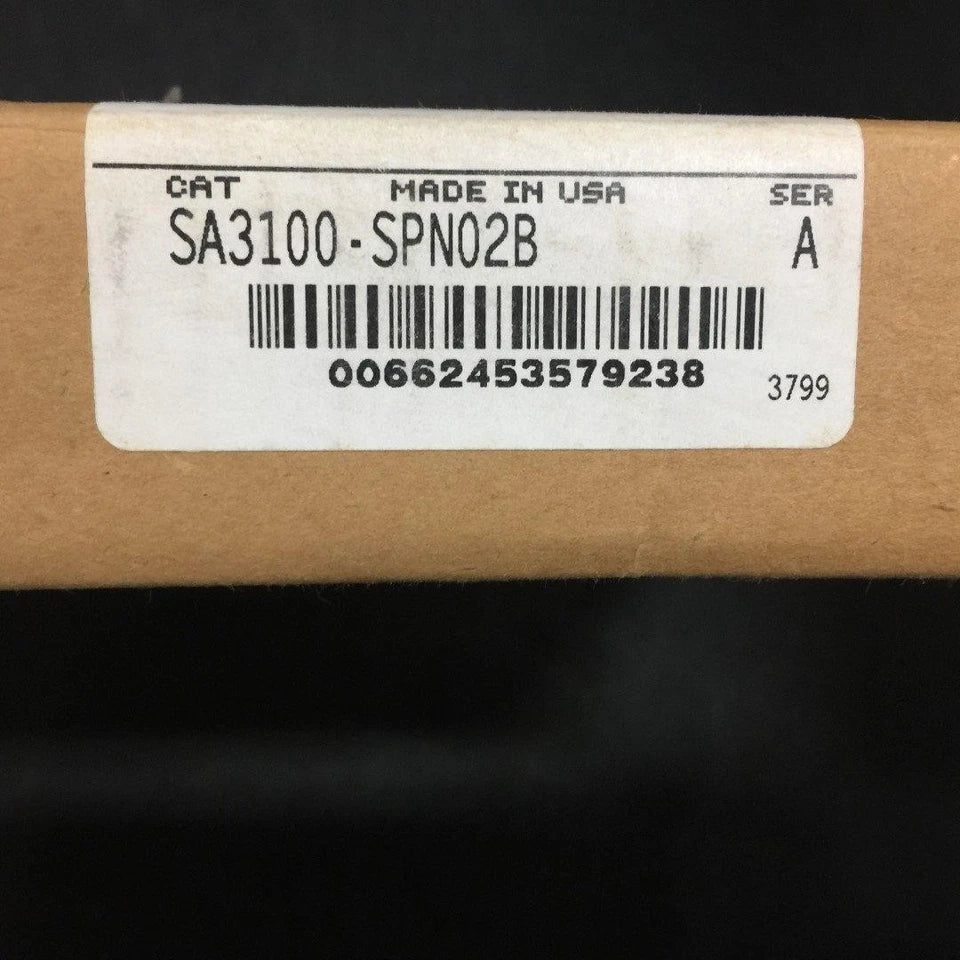 CAT MADE IN USA SER
SA3100-SPN02B A
00662453579238
3799